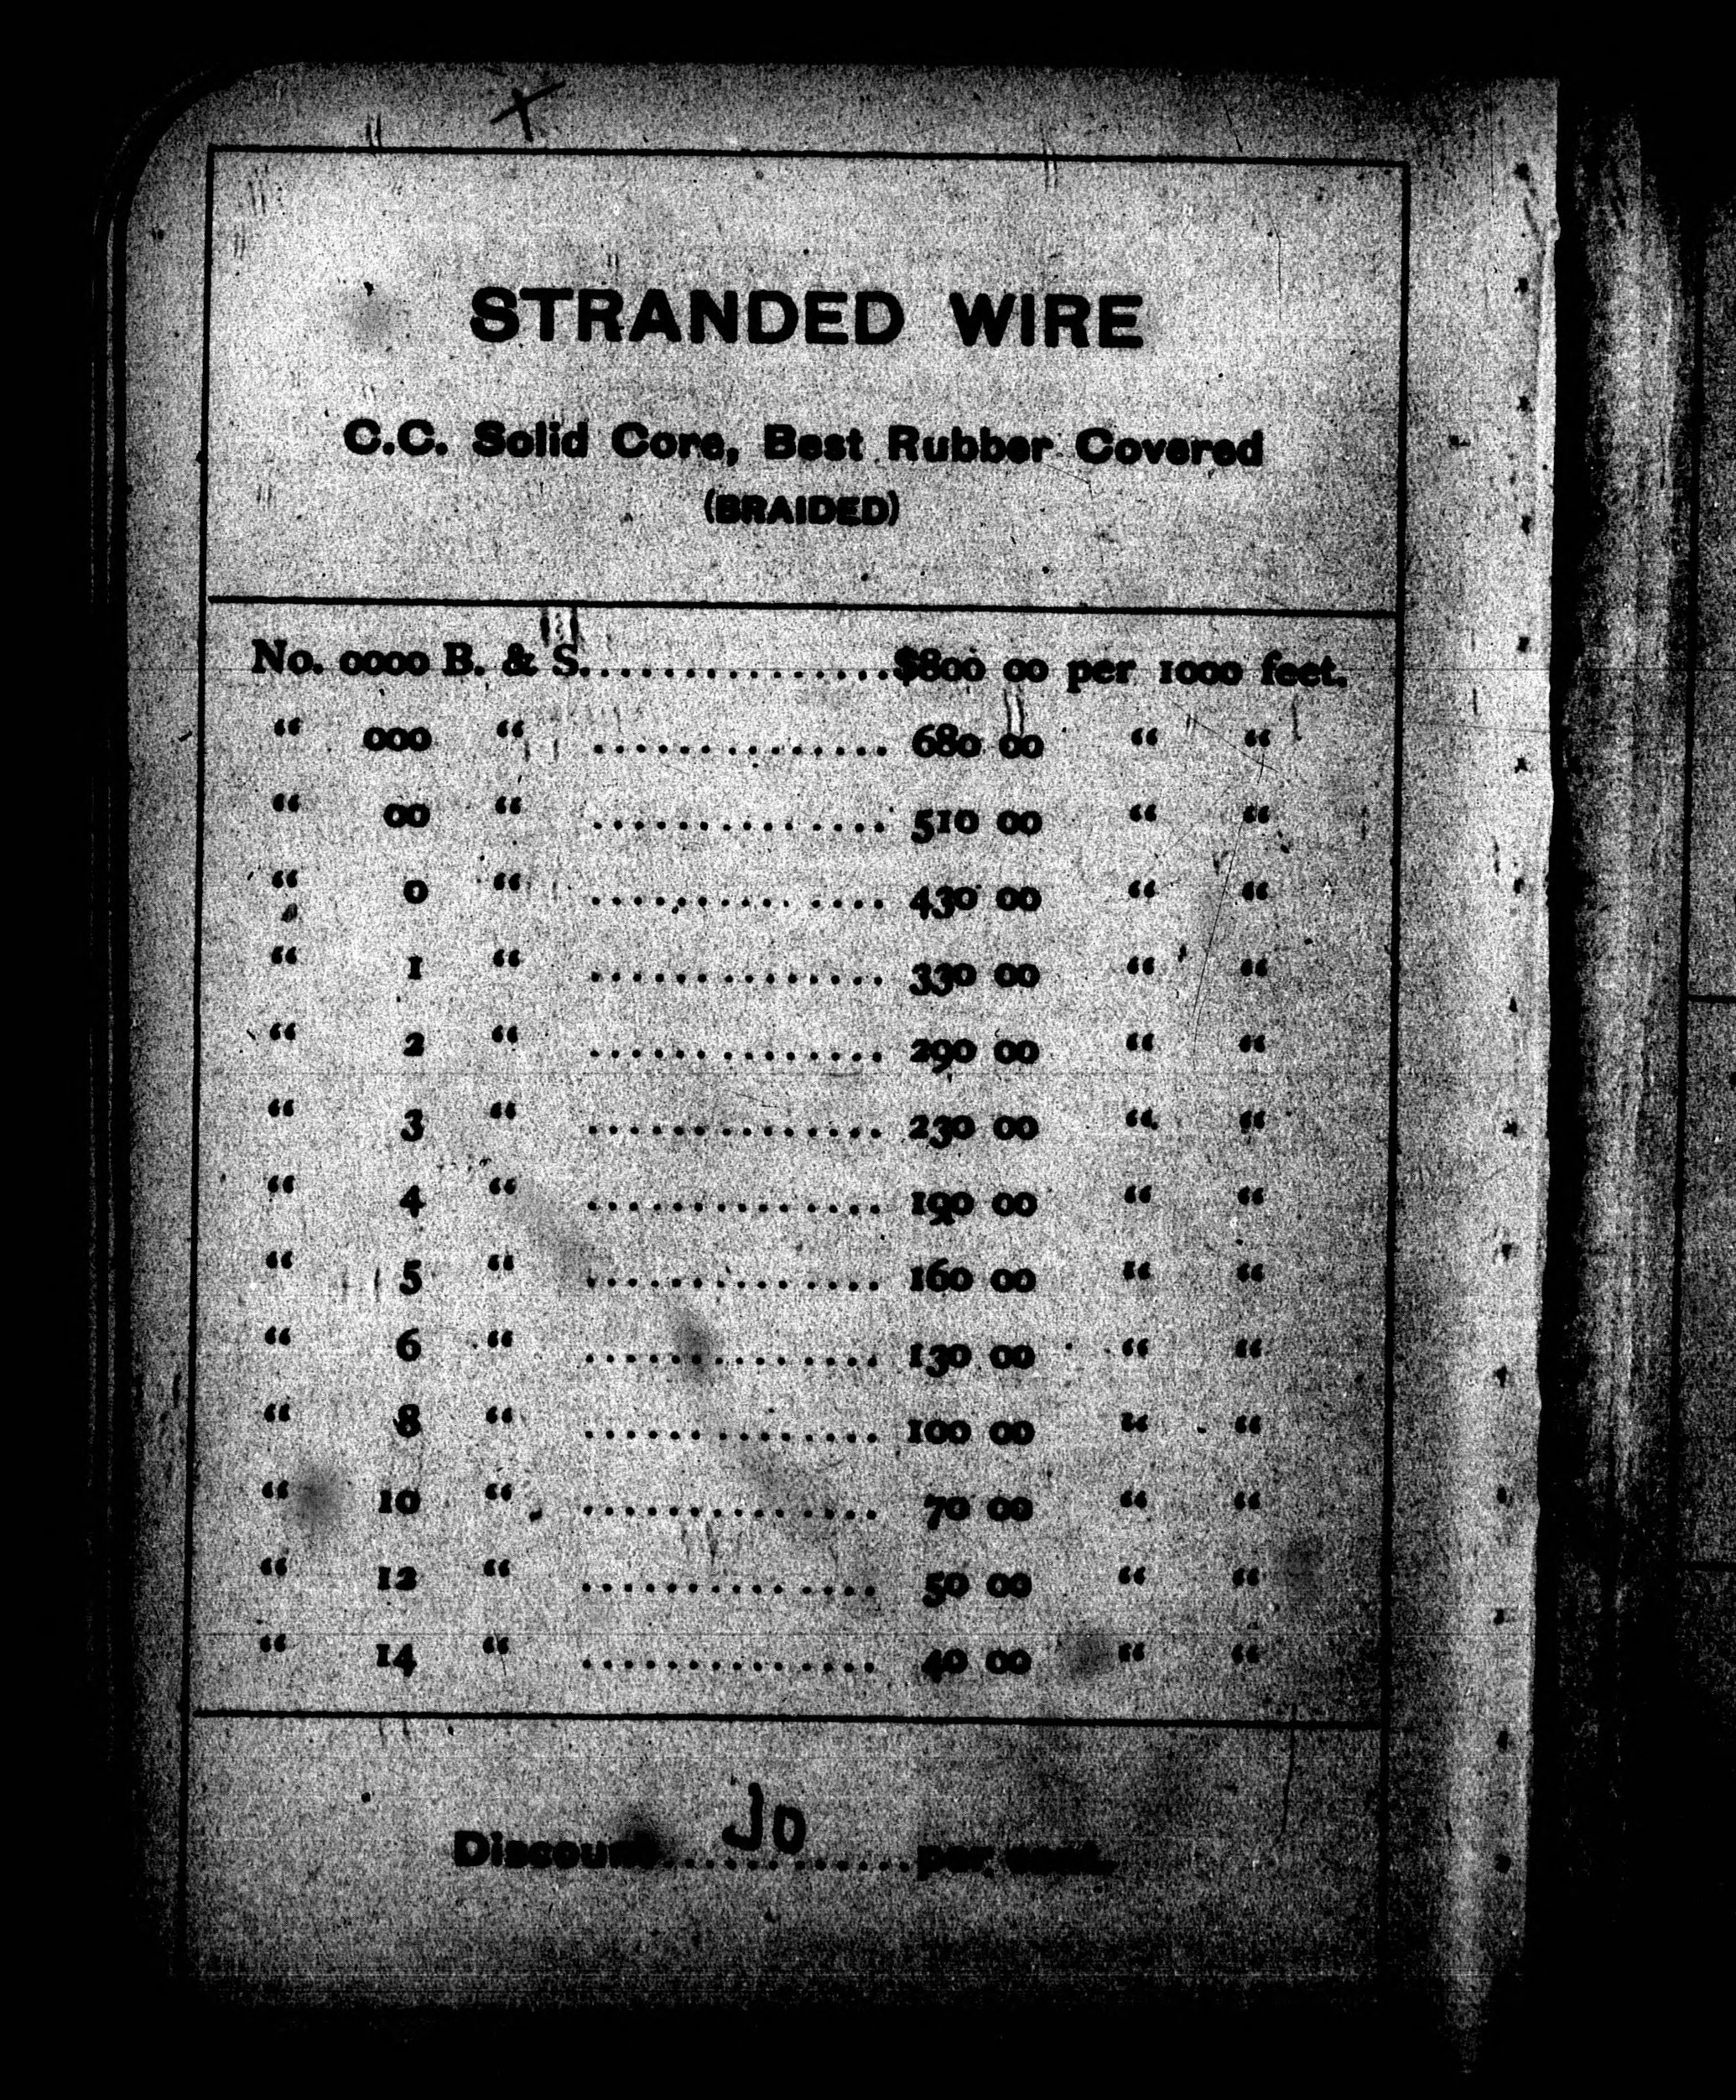 STRANDED WIRE
C.C. Solid Core, Best Rubber Covered
(BRAIDED)
No. 0000 B. & S................$800 00 per 1000 feet.
“ 000 “ .............. 680 00 “ “
“ 00 “ .............. 510 00 “ “
“ 0 “ .............. 430 00 “ “
“ 1 “ .............. 330 00 “ “
“ 2 “ .............. 290 00 “ “
“ 3 “ .............. 230 00 “ “
“ 4 “ .............. 190 00 “ “
“ 5 “ .............. 160 00 “ “
“ 6 “ .............. 130 00 “ “
“ 8 “ .............. 100 00 “ “
“ 10 “ .............. 70 00 “ “
“ 12 “ .............. 50 00 “ “
“ 14 “ .............. 40 00 “ “
Discount............per cent.